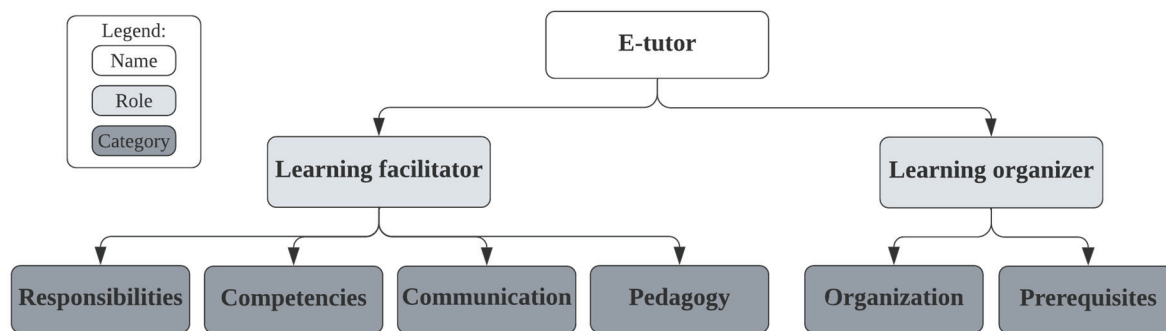 Legend:
Name
Role
Category
E-tutor
Learning facilitator
Learning organizer
Responsibilities
Competencies
Communication
Pedagogy
Organization
Prerequisites